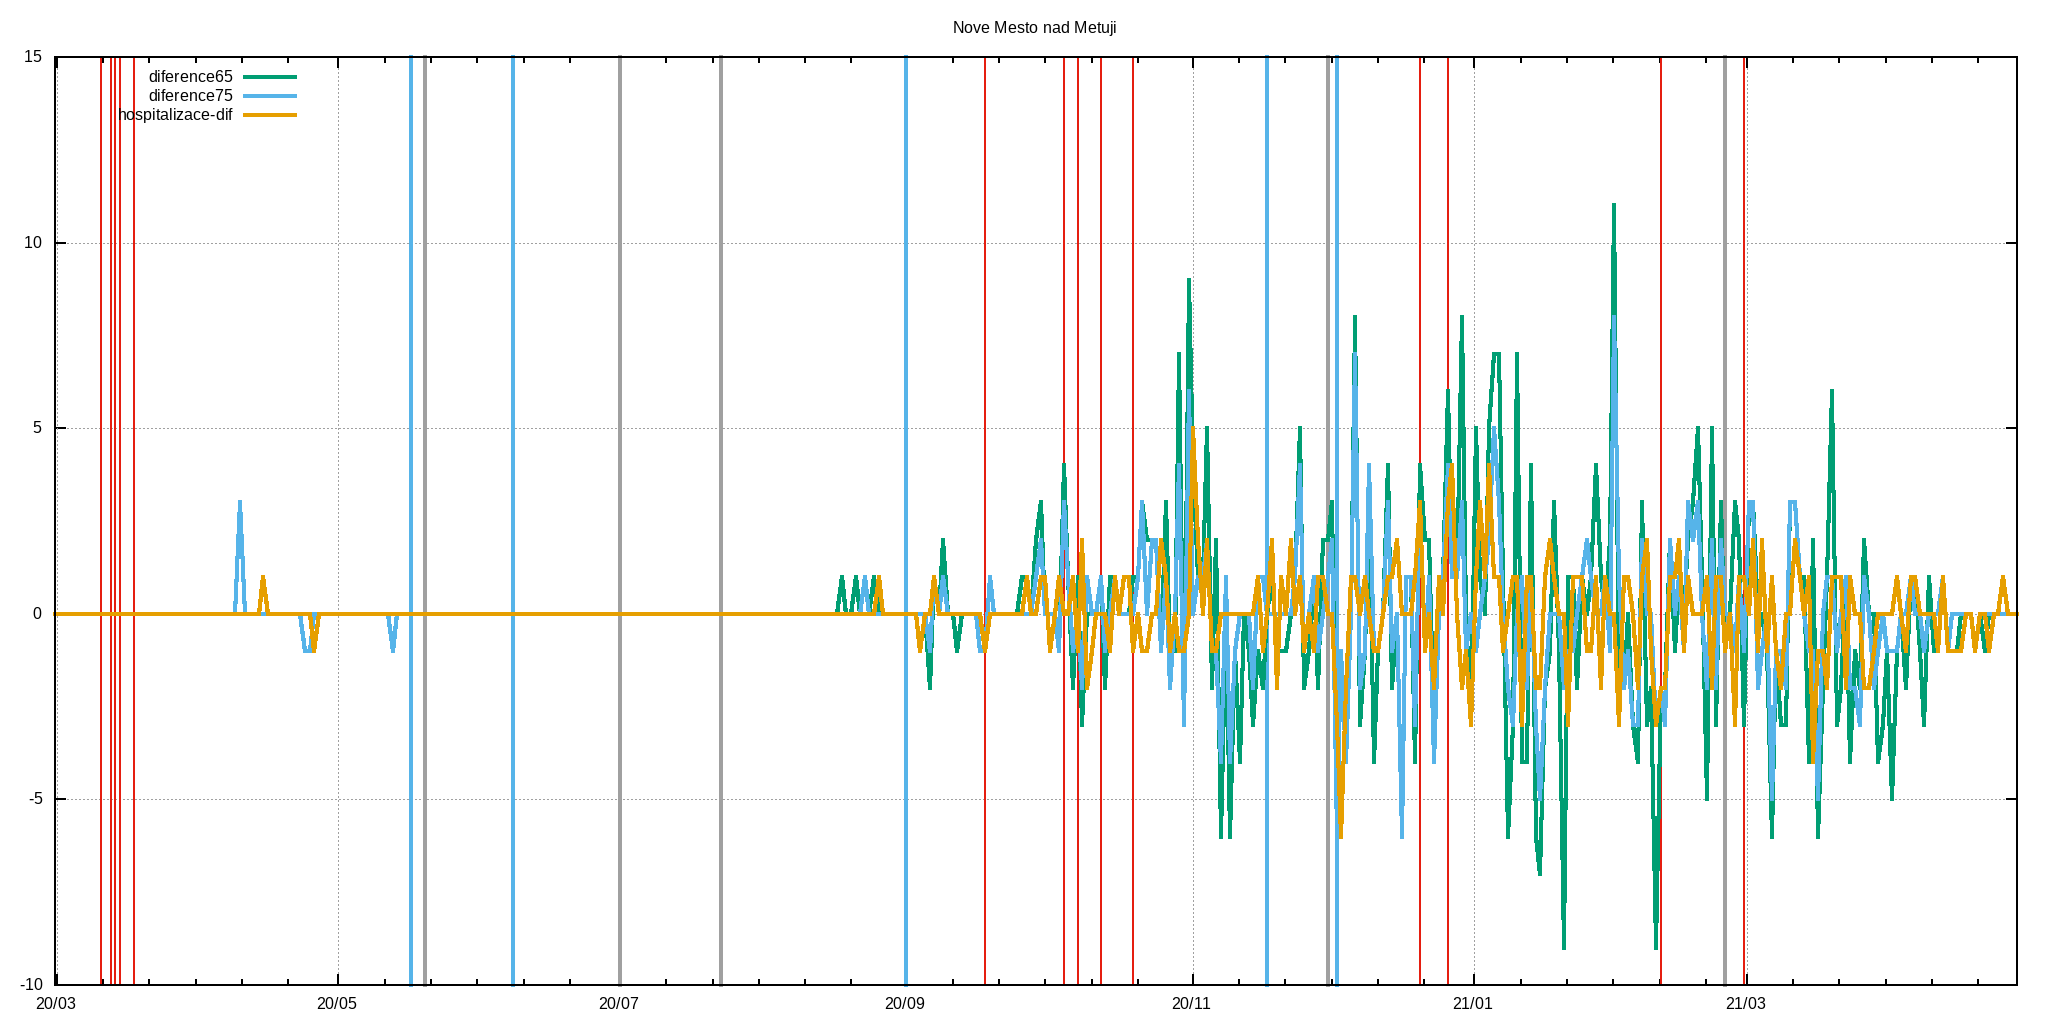 Nove Mesto nad Metuji
15
diference65
diference75
hospitalizace-dif
10
5
0
-5
-10
20/03 20/05 20/07 20/09 20/11 21/01 21/03